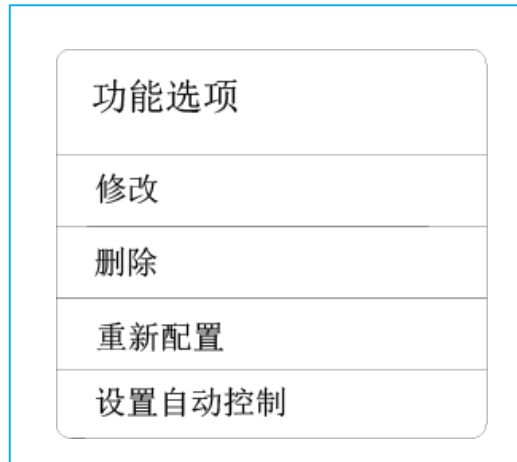 功能选项
修改
删除
重新配置
设置自动控制